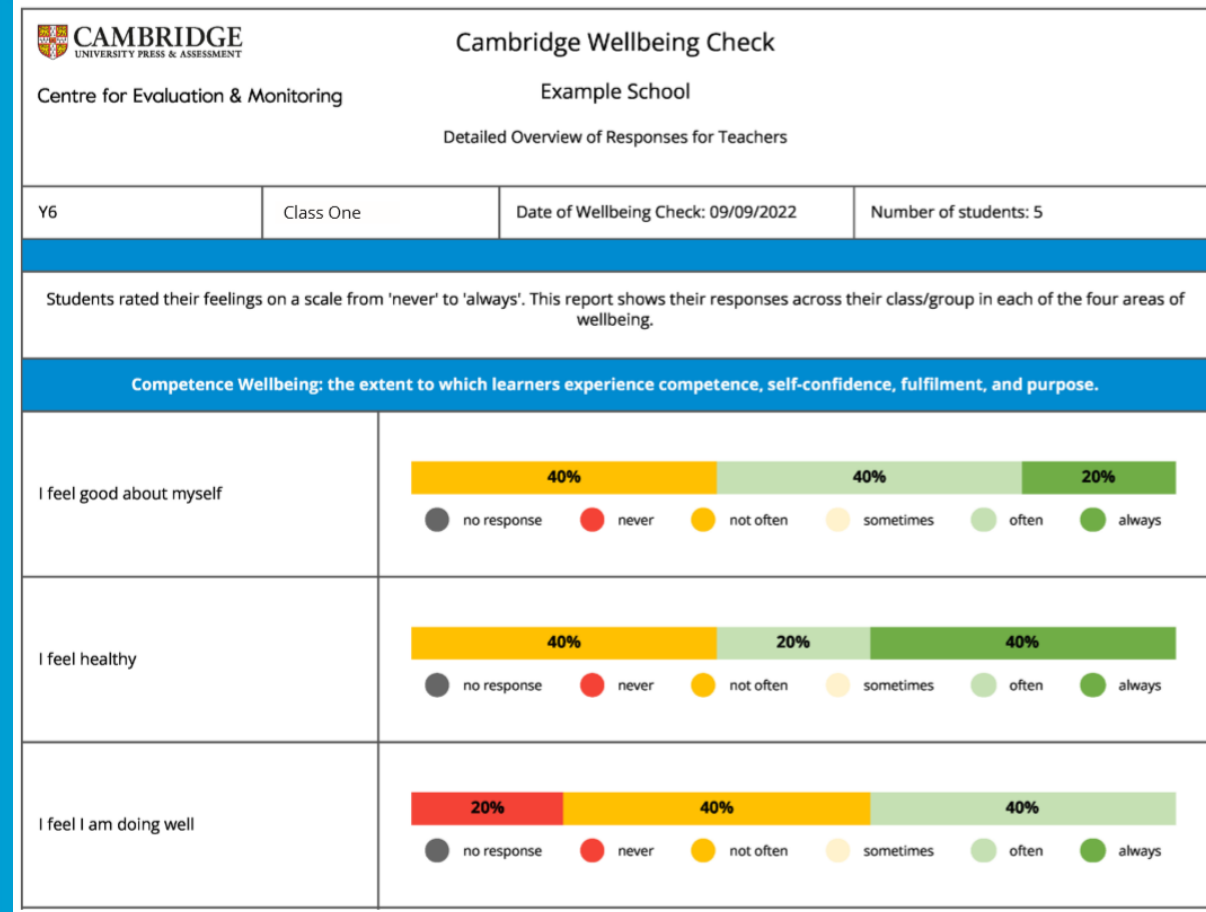 CAMBRIDGE
UNIVERSITY PRESS & ASSESSMENT
Centre for Evaluation & Monitoring
Cambridge Wellbeing Check
Example School
Detailed Overview of Responses for Teachers
Y6
Class One
Date of Wellbeing Check: 09/09/2022
Number of students: 5
Students rated their feelings on a scale from 'never' to 'always'. This report shows their responses across their class/group in each of the four areas of
wellbeing.
Competence Wellbeing: the extent to which learners experience competence, self-confidence, fulfilment, and purpose.
I feel good about myself
40% 40% 20%
no response never not often sometimes often always
I feel healthy
40% 20% 40%
no response never not often sometimes often always
I feel I am doing well
20% 40% 40%
no response never not often sometimes often always